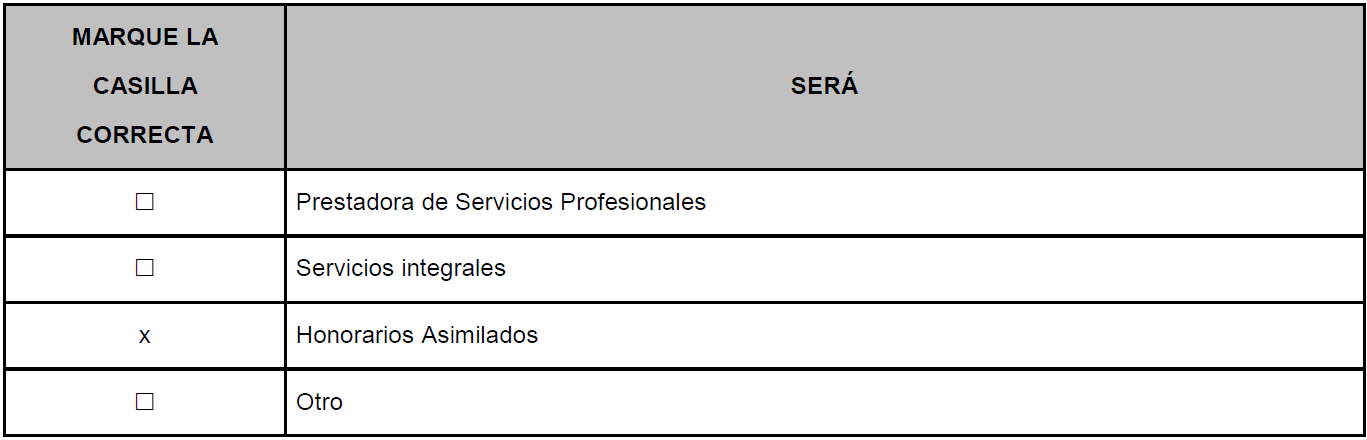 MARQUE LA
CASILLA
CORRECTA
SERÁ
☐ Prestadora de Servicios Profesionales
☐ Servicios integrales
x Honorarios Asimilados
☐ Otro